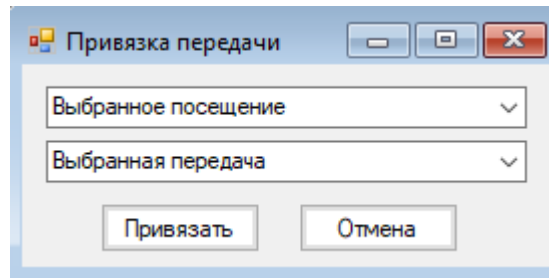 Привязка передачи
Выбранное посещение
Выбранная передача
Привязать Отмена